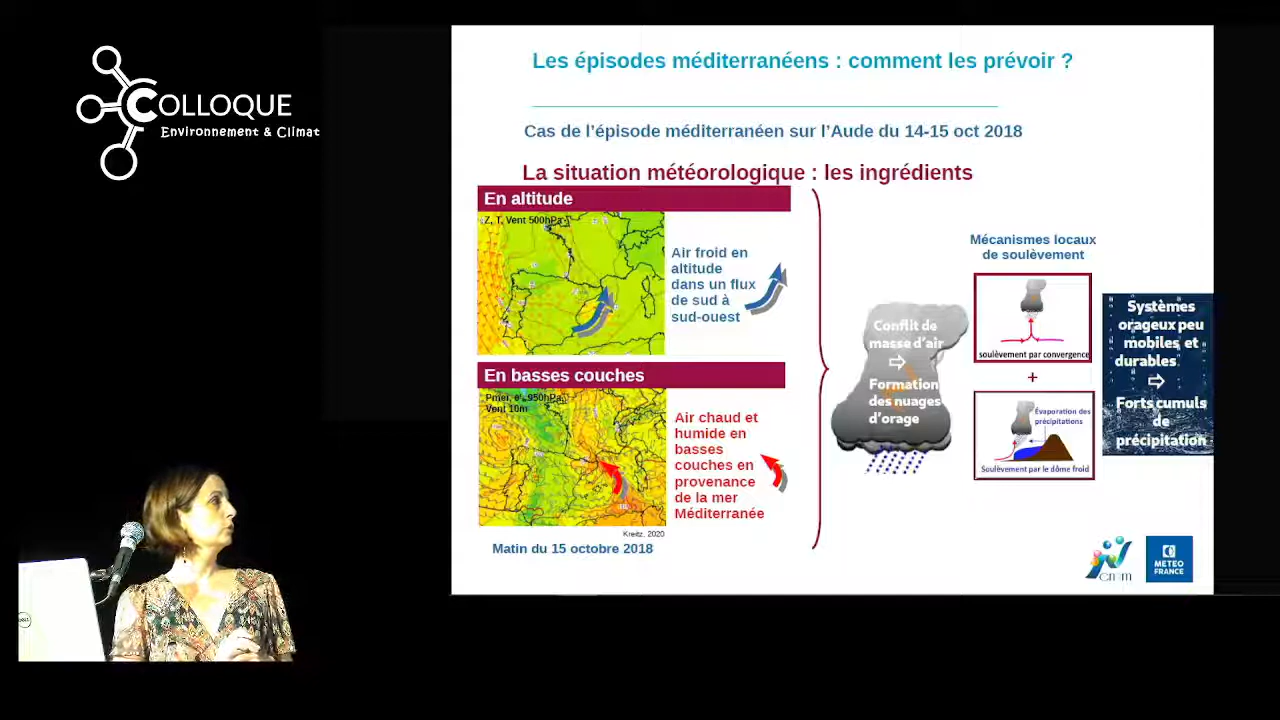 COLLOQUE
Environnement & Climat
Les épisodes méditerranéens : comment les prévoir ?
Cas de l'épisode méditerranéen sur l'Aude du 14-15 oct 2018
La situation météorologique : les ingrédients
En altitude
Z, T, Vent 500hPa
Air froid en
altitude
dans un flux
de sud à
sud-ouest
En basses couches
Vent 10m
Air chaud et
humide en
basses
couches en
provenance
de la mer
Méditerranée
Kreitz, 2020
Matin du 15 octobre 2018
Conflit de
masse d'air
⇨
Formation
des nuages
d'orage
Mécanismes locaux
de soulèvement
soulèvement par convergence
+
Évaporation des
précipitations
Soulèvement par le dôme froid
Systèmes
orageux peu
mobiles et
durables
⇨
Forts cumuls
de
précipitation
METEO
FRANCE